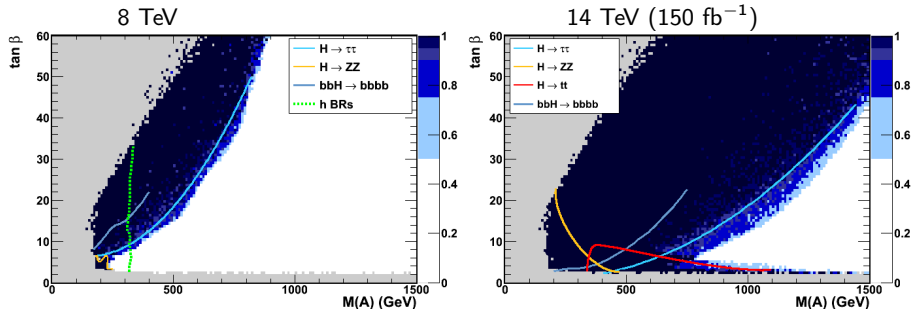 8 TeV
14 TeV (150 fb⁻¹)
tan β
60
50
40
30
20
10
0
0
500
1000
1500
M(A) (GeV)
H→ττ
H→ZZ
bbH→bbbb
h BRs
1
0.8
0.6
0.4
0.2
0
tan β
60
50
40
30
20
10
0
0
500
1000
1500
M(A) (GeV)
H→ττ
H→ZZ
H→tt
bbH→bbbb
1
0.8
0.6
0.4
0.2
0